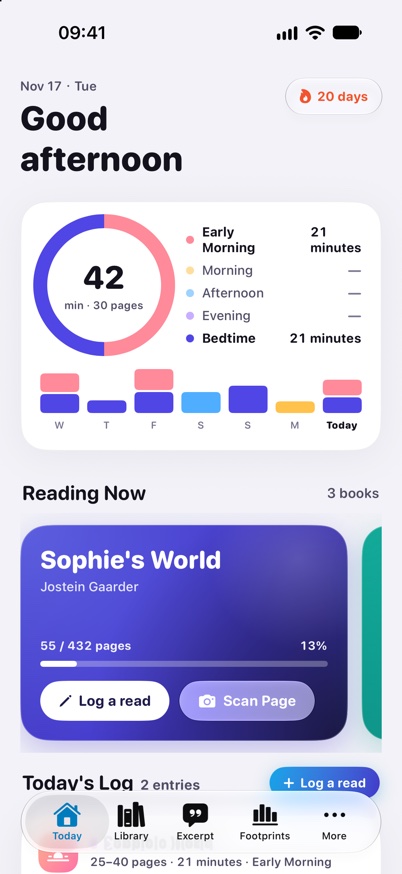 09:41
Nov 17 · Tue
20 days
Good
afternoon
Early
Morning
21
minutes
Morning —
Afternoon —
Evening —
Bedtime 21 minutes
42
min · 30 pages
W T F S S M Today
Reading Now 3 books
Sophie's World
Jostein Gaarder
55 / 432 pages 13%
Log a read Scan Page
Today's Log 2 entries + Log a read
Today Library Excerpt Footprints More
25–40 pages · 21 minutes · Early Morning